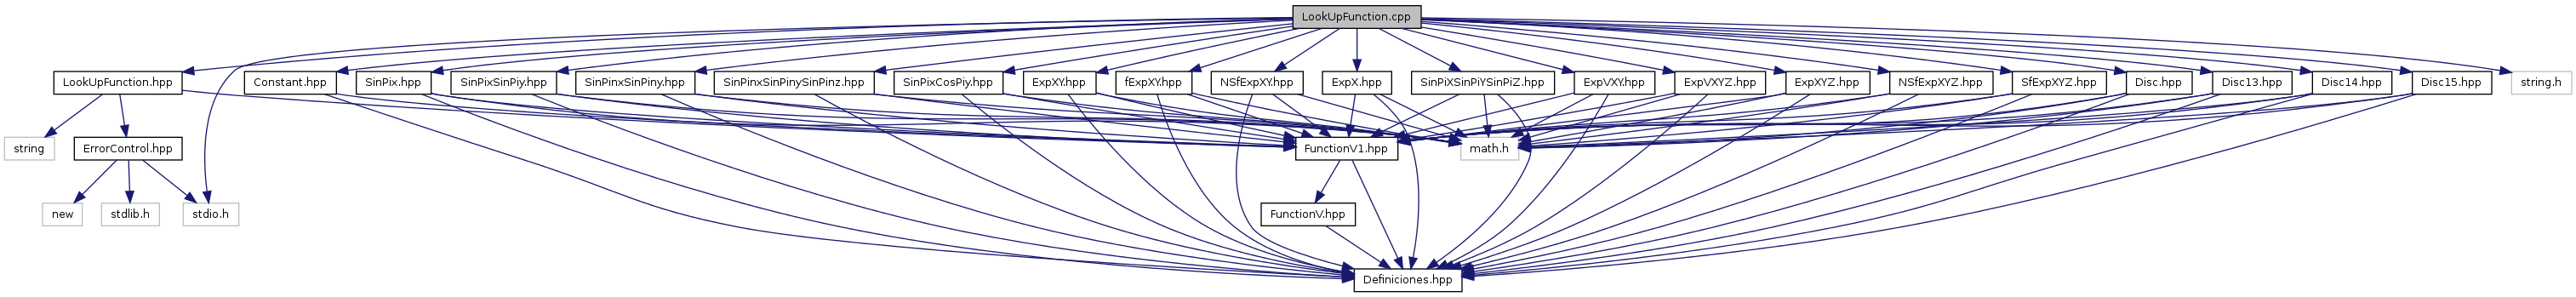 LookUpFunction.cpp
LookUpFunction.hpp
Constant.hpp
SinPix.hpp
SinPixSinPiy.hpp
SinPinxSinPiny.hpp
SinPinxSinPinySinPinz.hpp
SinPixCosPiy.hpp
ExpXY.hpp
fExpXY.hpp
NSfExpXY.hpp
ExpX.hpp
SinPiXSinPiYSinPiZ.hpp
ExpVXY.hpp
ExpVXYZ.hpp
ExpXYZ.hpp
NSfExpXYZ.hpp
SfExpXYZ.hpp
Disc.hpp
Disc13.hpp
Disc14.hpp
Disc15.hpp
string.h
string
ErrorControl.hpp
FunctionV1.hpp
math.h
new
stdlib.h
stdio.h
FunctionV.hpp
Definiciones.hpp